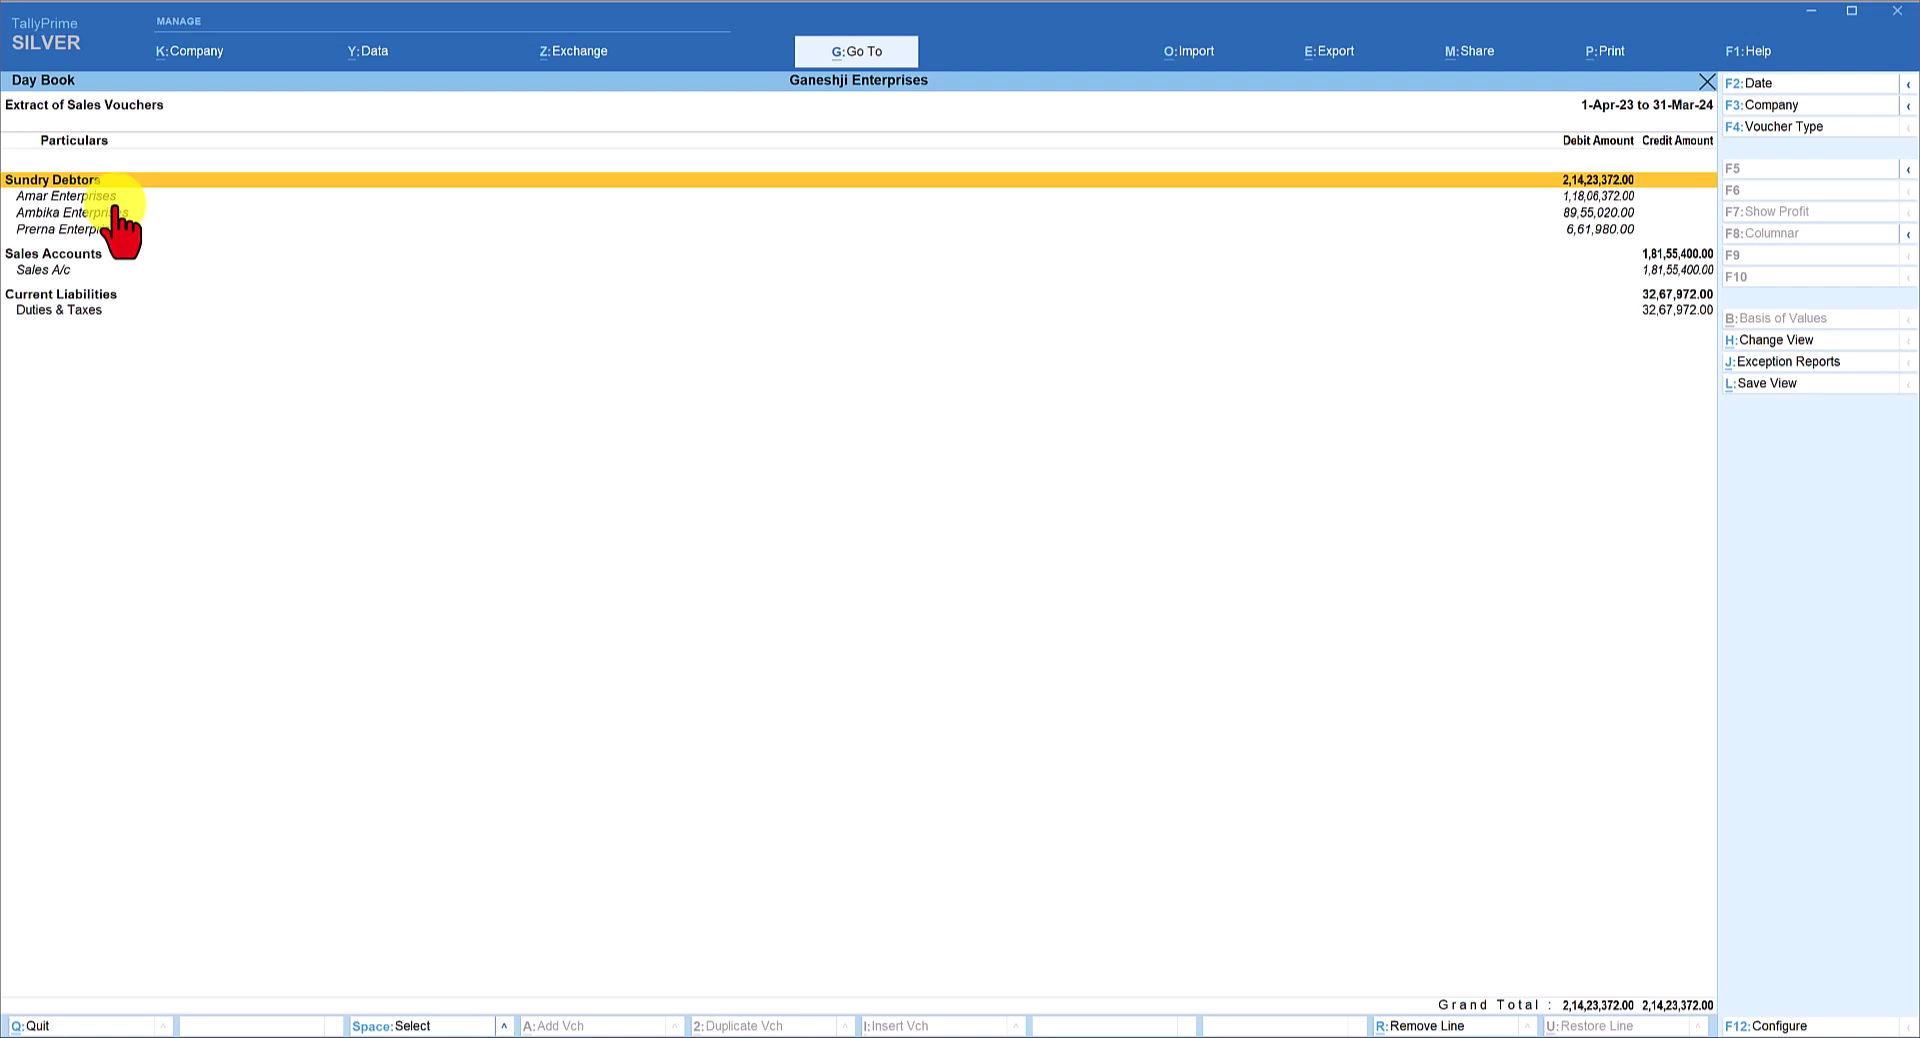 TallyPrime
SILVER
MANAGE
K:Company
Y:Data
Z:Exchange
G:Go To
O:Import
E:Export
M:Share
P:Print
F1:Help
Day Book
Ganeshji Enterprises
Extract of Sales Vouchers
1-Apr-23 to 31-Mar-24
Particulars
Debit Amount Credit Amount
Sundry Debtors 2,14,23,372.00
Amar Enterprises 1,18,06,372.00
Ambika Enterprises 89,55,020.00
Prerna 6,61,980.00
Sales Accounts 1,81,55,400.00
Sales A/c 1,81,55,400.00
Current Liabilities 32,67,972.00
Duties & Taxes 32,67,972.00
Grand Total : 2,14,23,372.00 2,14,23,372.00
F2:Date
F3:Company
F4:Voucher Type
F5
F6
F7:Show Profit
F8:Columnar
F9
F10
B:Basis of Values
H:Change View
J:Exception Reports
L:Save View
Q:Quit
Space:Select
A:Add Vch
2:Duplicate Vch
I:Insert Vch
R:Remove Line
U:Restore Line
F12:Configure